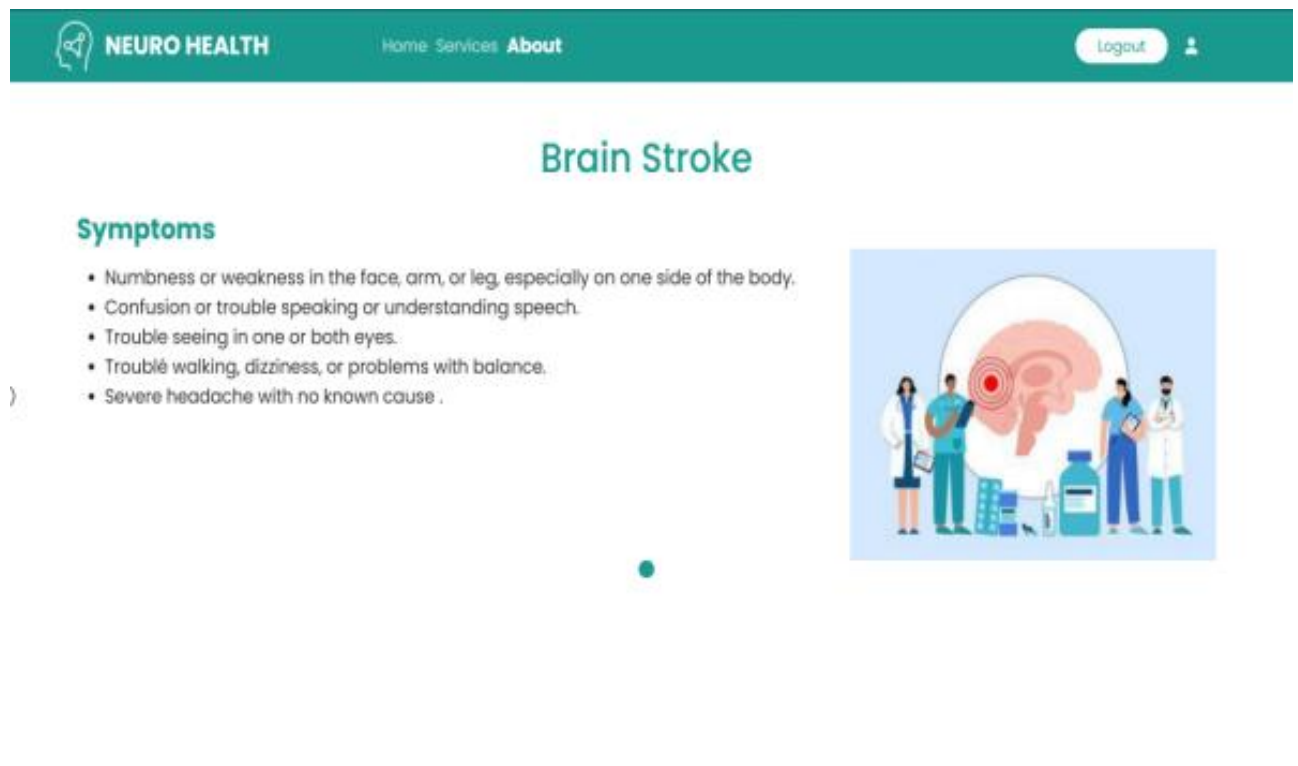 NEURO HEALTH
Home Services About
Logout
Brain Stroke
Symptoms
• Numbness or weakness in the face, arm, or leg, especially on one side of the body.
• Confusion or trouble speaking or understanding speech.
• Trouble seeing in one or both eyes.
• Troublé walking, dizziness, or problems with balance.
• Severe headache with no known cause .